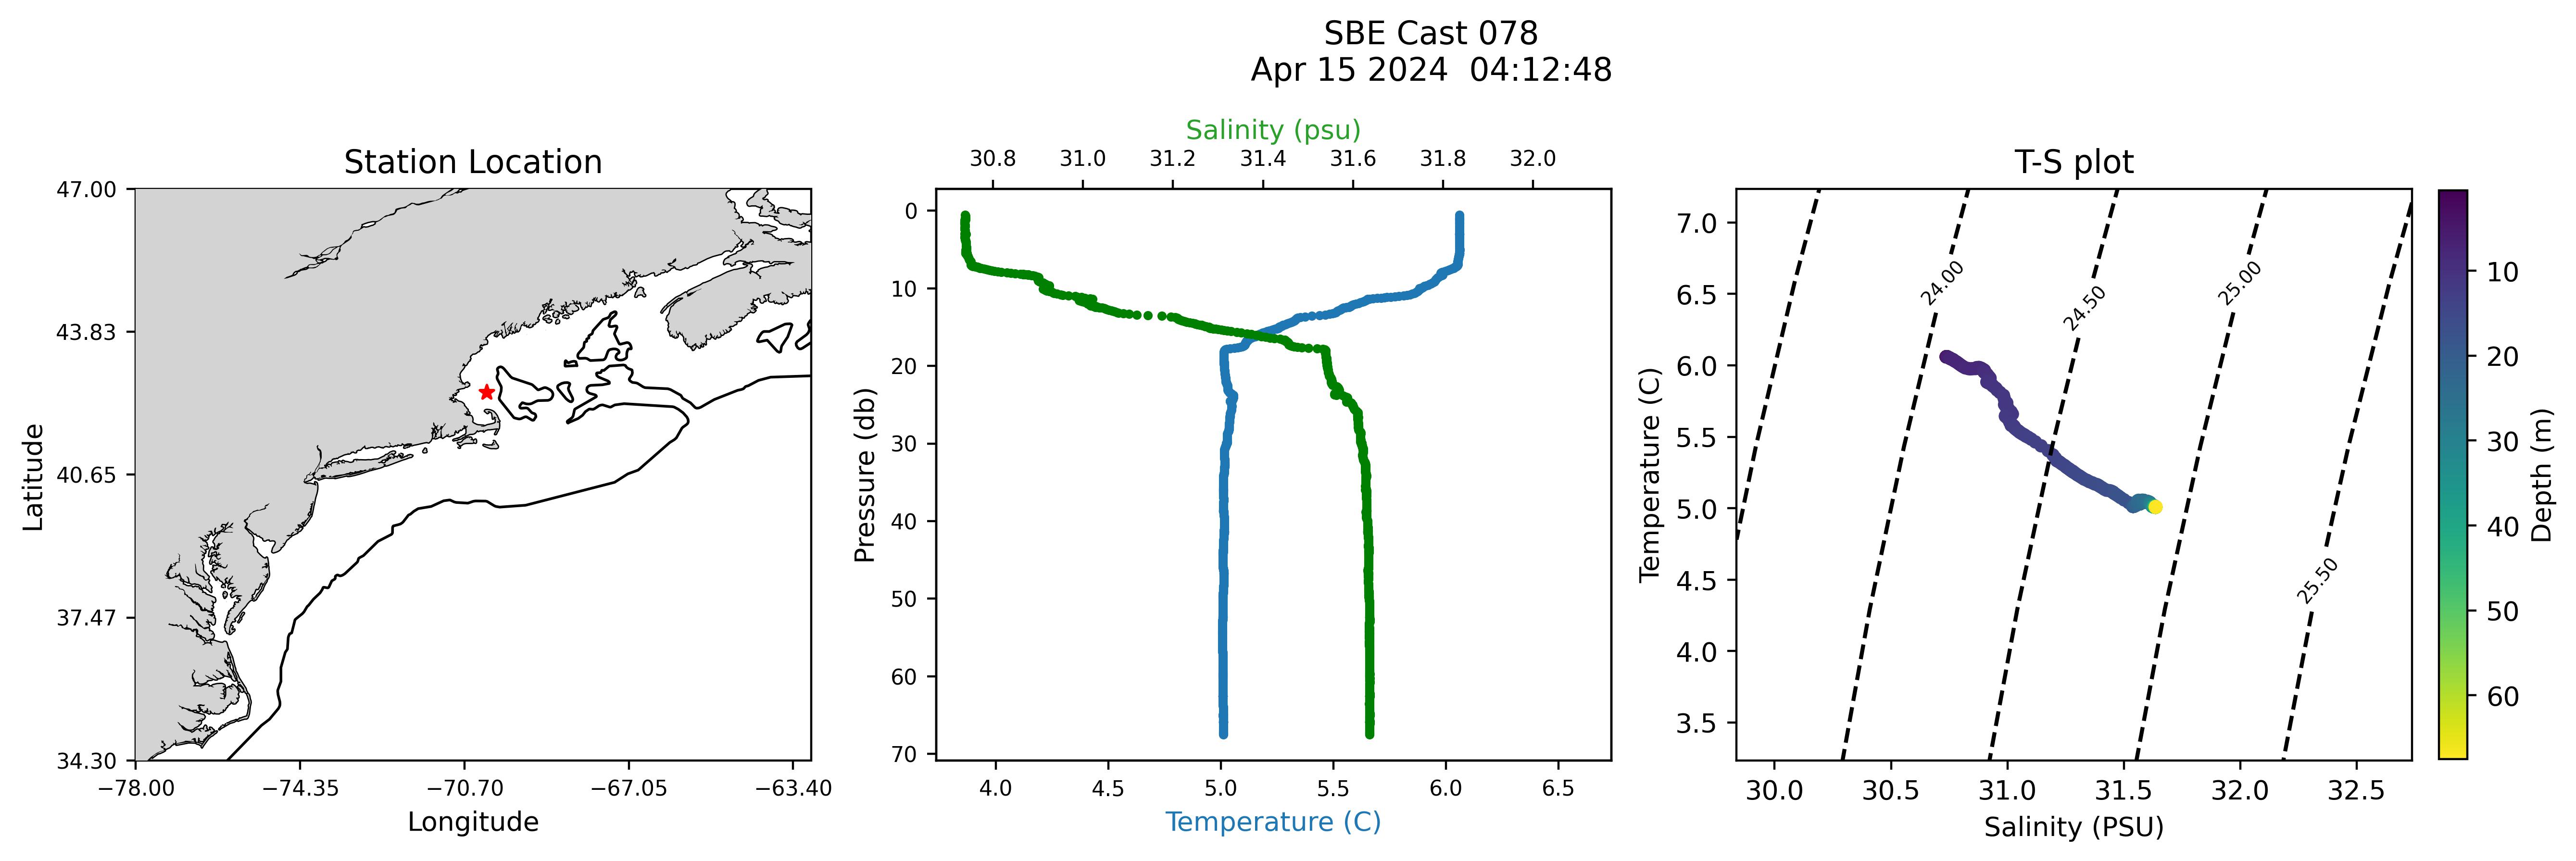 SBE Cast 078
Apr 15 2024  04:12:48
Station Location
47.00
43.83
40.65
37.47
34.30
Latitude
−78.00 −74.35 −70.70 −67.05 −63.40
Longitude
Salinity (psu)
30.8 31.0 31.2 31.4 31.6 31.8 32.0
0
10
20
30
40
50
60
70
Pressure (db)
4.0 4.5 5.0 5.5 6.0 6.5
Temperature (C)
T-S plot
7.0
6.5
6.0
5.5
5.0
4.5
4.0
3.5
Temperature (C)
24.00
24.50
25.00
25.50
30.0 30.5 31.0 31.5 32.0 32.5
Salinity (PSU)
10
20
30
40
50
60
Depth (m)